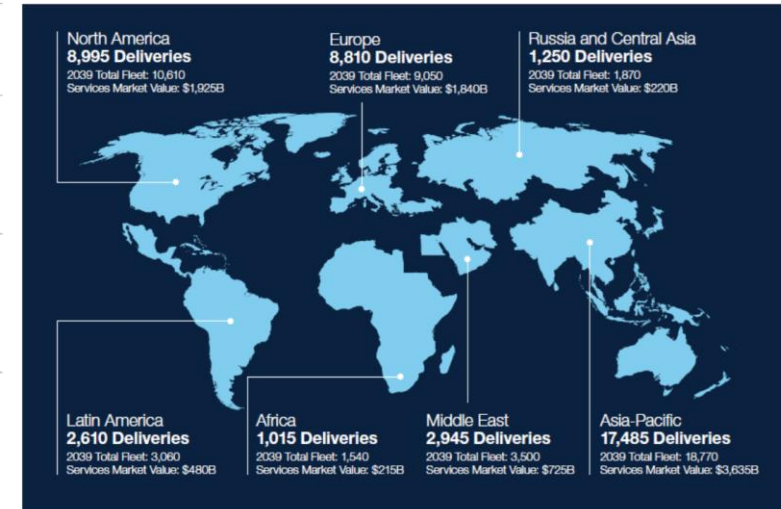 North America
8,995 Deliveries
2039 Total Fleet: 10,610
Services Market Value: $1,925B
Europe
8,810 Deliveries
2039 Total Fleet: 9,050
Services Market Value: $1,840B
Russia and Central Asia
1,250 Deliveries
2039 Total Fleet: 1,870
Services Market Value: $220B
Latin America
2,610 Deliveries
2039 Total Fleet: 3,060
Services Market Value: $480B
Africa
1,015 Deliveries
2039 Total Fleet: 1,540
Services Market Value: $215B
Middle East
2,945 Deliveries
2039 Total Fleet: 3,500
Services Market Value: $725B
Asia-Pacific
17,485 Deliveries
2039 Total Fleet: 18,770
Services Market Value: $3,635B